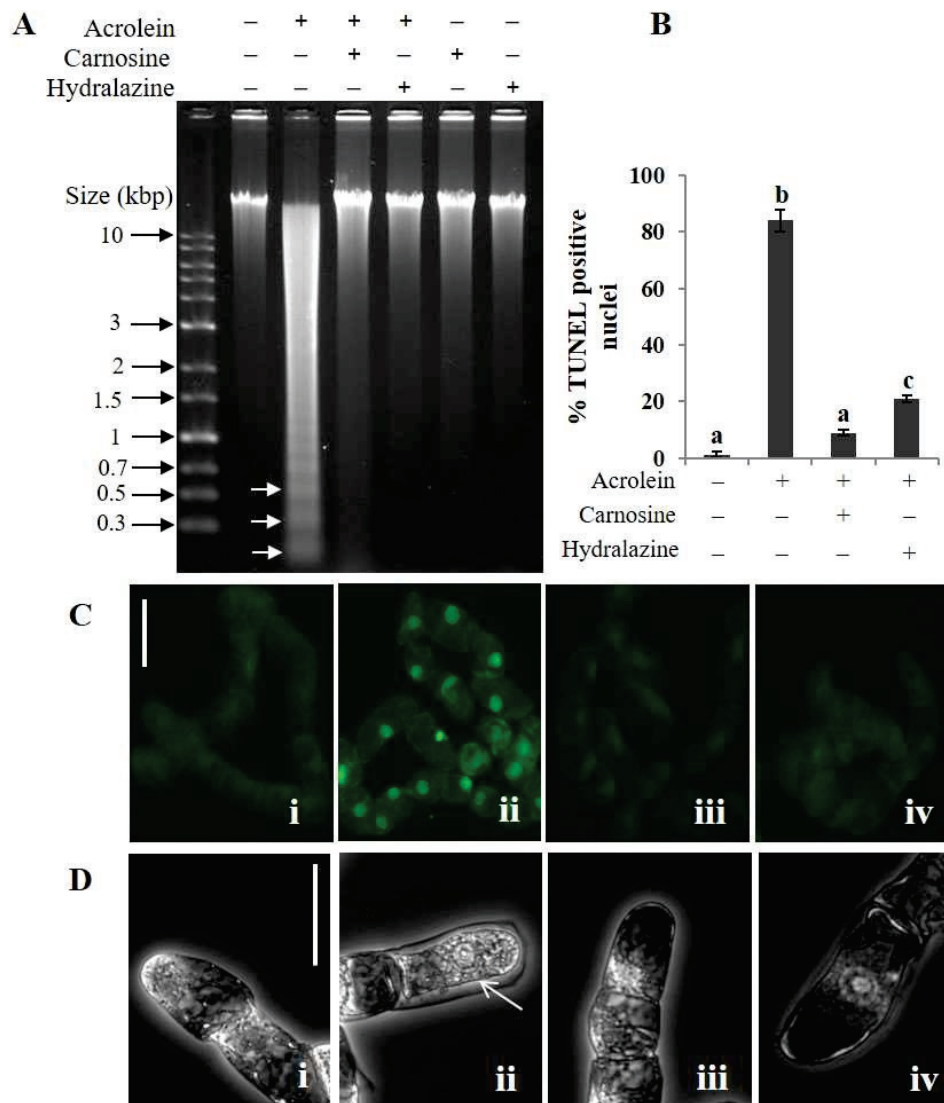 A
B
Acrolein – + + + – –
Carnosine – – + – + –
Hydralazine – – – + – +
Size (kbp)
10
3
2
1.5
1
0.7
0.5
0.3
% TUNEL positive
nuclei
100
80
60
40
20
0
a
b
a
c
Acrolein – + + +
Carnosine – – + –
Hydralazine – – – +
C
i
ii
iii
iv
D
i
ii
iii
iv